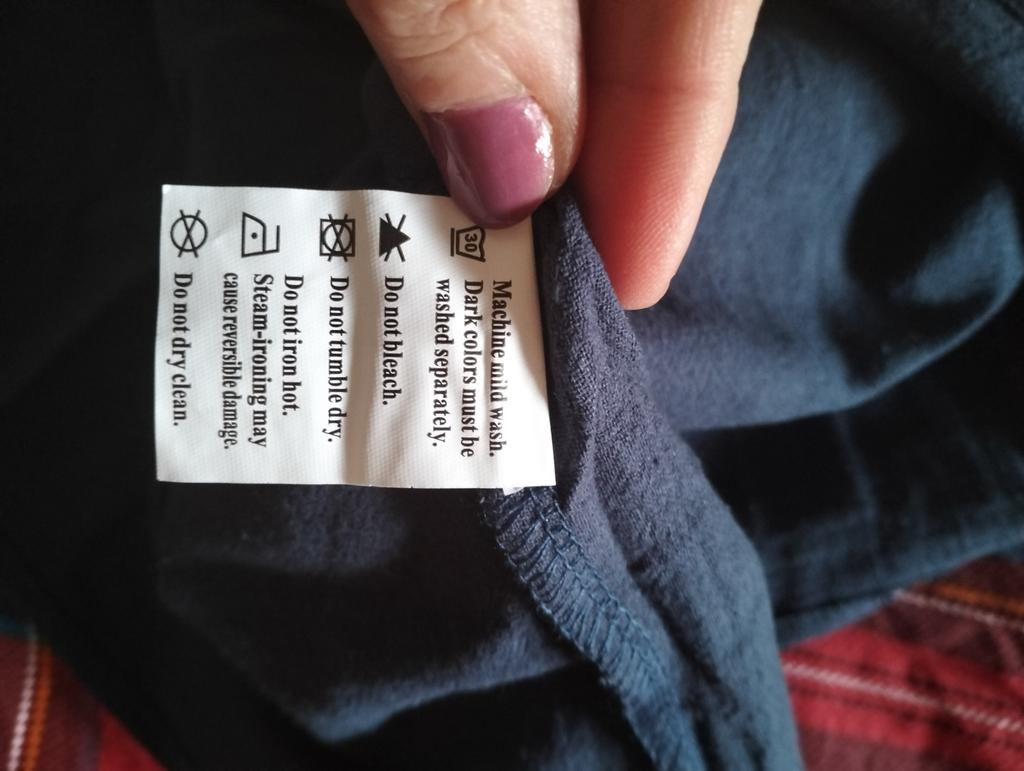 30
Machine mild wash.
Dark colors must be
washed separately.
Do not bleach.
Do not tumble dry.
Do not iron hot.
Steam-ironing may
cause reversible damage.
Do not dry clean.